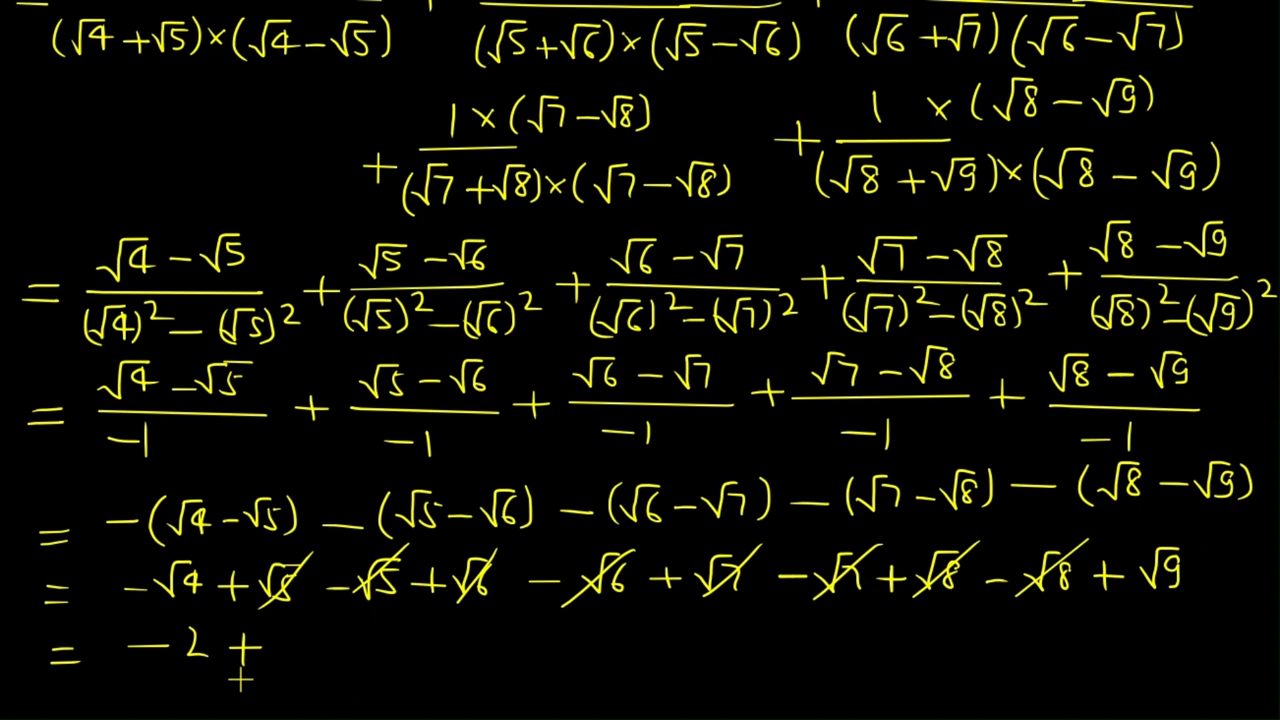 (√4 +√5)×(√4 – √5) (√5+√6)×(√5 –√6) (√6 +√7)(√6 –√7)
1 ×(√7 –√8) 1 ×(√8 –√9)
+ (√7 +√8)×(√7 –√8) + (√8 +√9)×(√8 – √9)
√4 – √5 √5 –√6 √6 –√7 √7 –√8 √8 –√9
= (√4)² – (√5)² + (√5)² –(√6)² + (√6)² –(√7)² + (√7)² –(√8)² + (√8)² –(√9)²
√4 –√5 √5 – √6 √6 – √7 √7 – √8 √8 – √9
= –1 + –1 + –1 + –1 + –1
= –(√4 –√5) – (√5 – √6) – (√6 –√7) – (√7 –√8) – (√8 –√9)
= –√4 +√5 –√5 +√6 – √6 + √7 –√7 +√8 –√8 + √9
= – 2 +
+